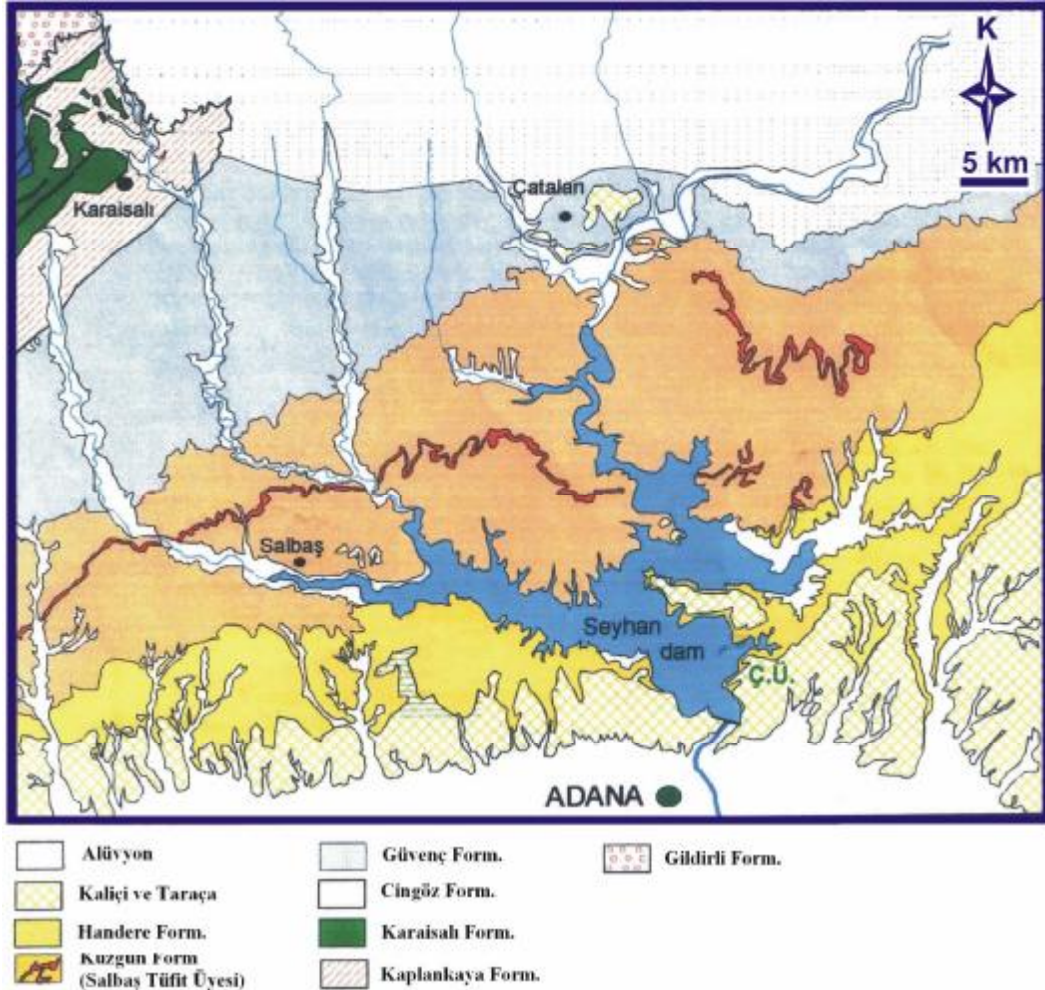 K
5 km
Çatalan
Karaisalı
Salbaş
Seyhan
dam
Ç.Ü.
ADANA
Alüvyon
Kaliçi ve Taraça
Handere Form.
Kuzgun Form
(Salbaş Tüfit Üyesi)
Güvenç Form.
Cingöz Form.
Karaisalı Form.
Kaplankaya Form.
Gildirli Form.